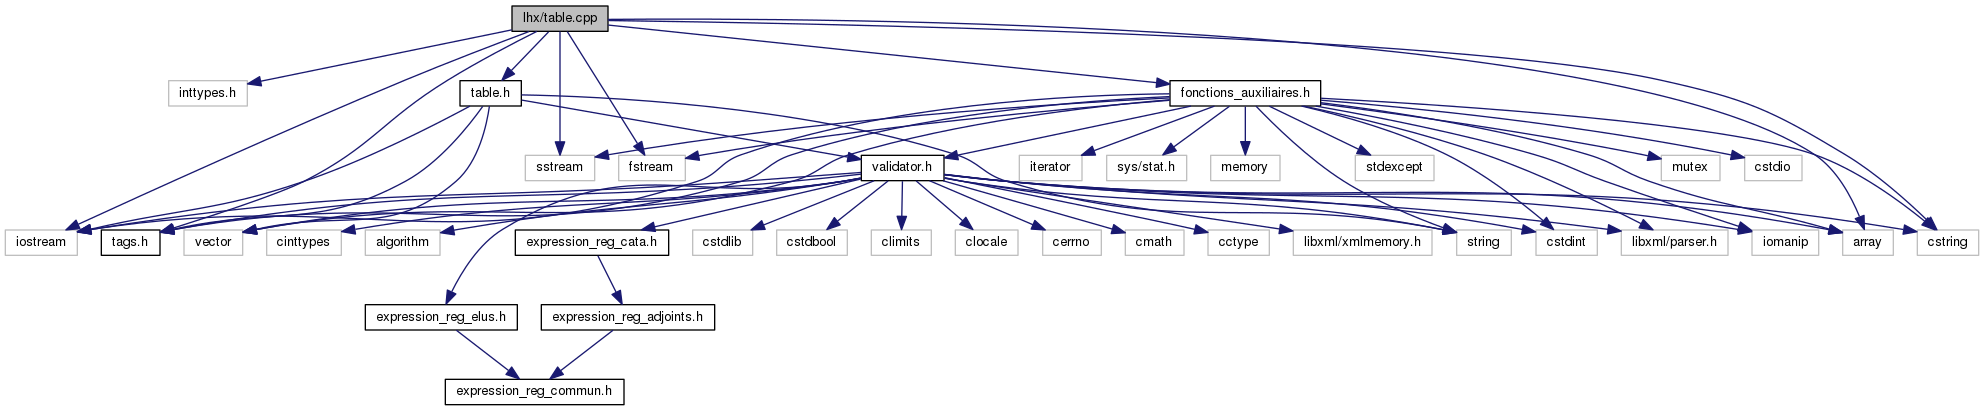 lhx/table.cpp
inttypes.h
table.h
fonctions_auxiliaires.h
sstream
fstream
validator.h
iterator
sys/stat.h
memory
stdexcept
mutex
cstdio
iostream
tags.h
vector
cinttypes
algorithm
expression_reg_cata.h
cstdlib
cstdbool
climits
clocale
cerrno
cmath
cctype
libxml/xmlmemory.h
string
cstdint
libxml/parser.h
iomanip
array
cstring
expression_reg_elus.h
expression_reg_adjoints.h
expression_reg_commun.h